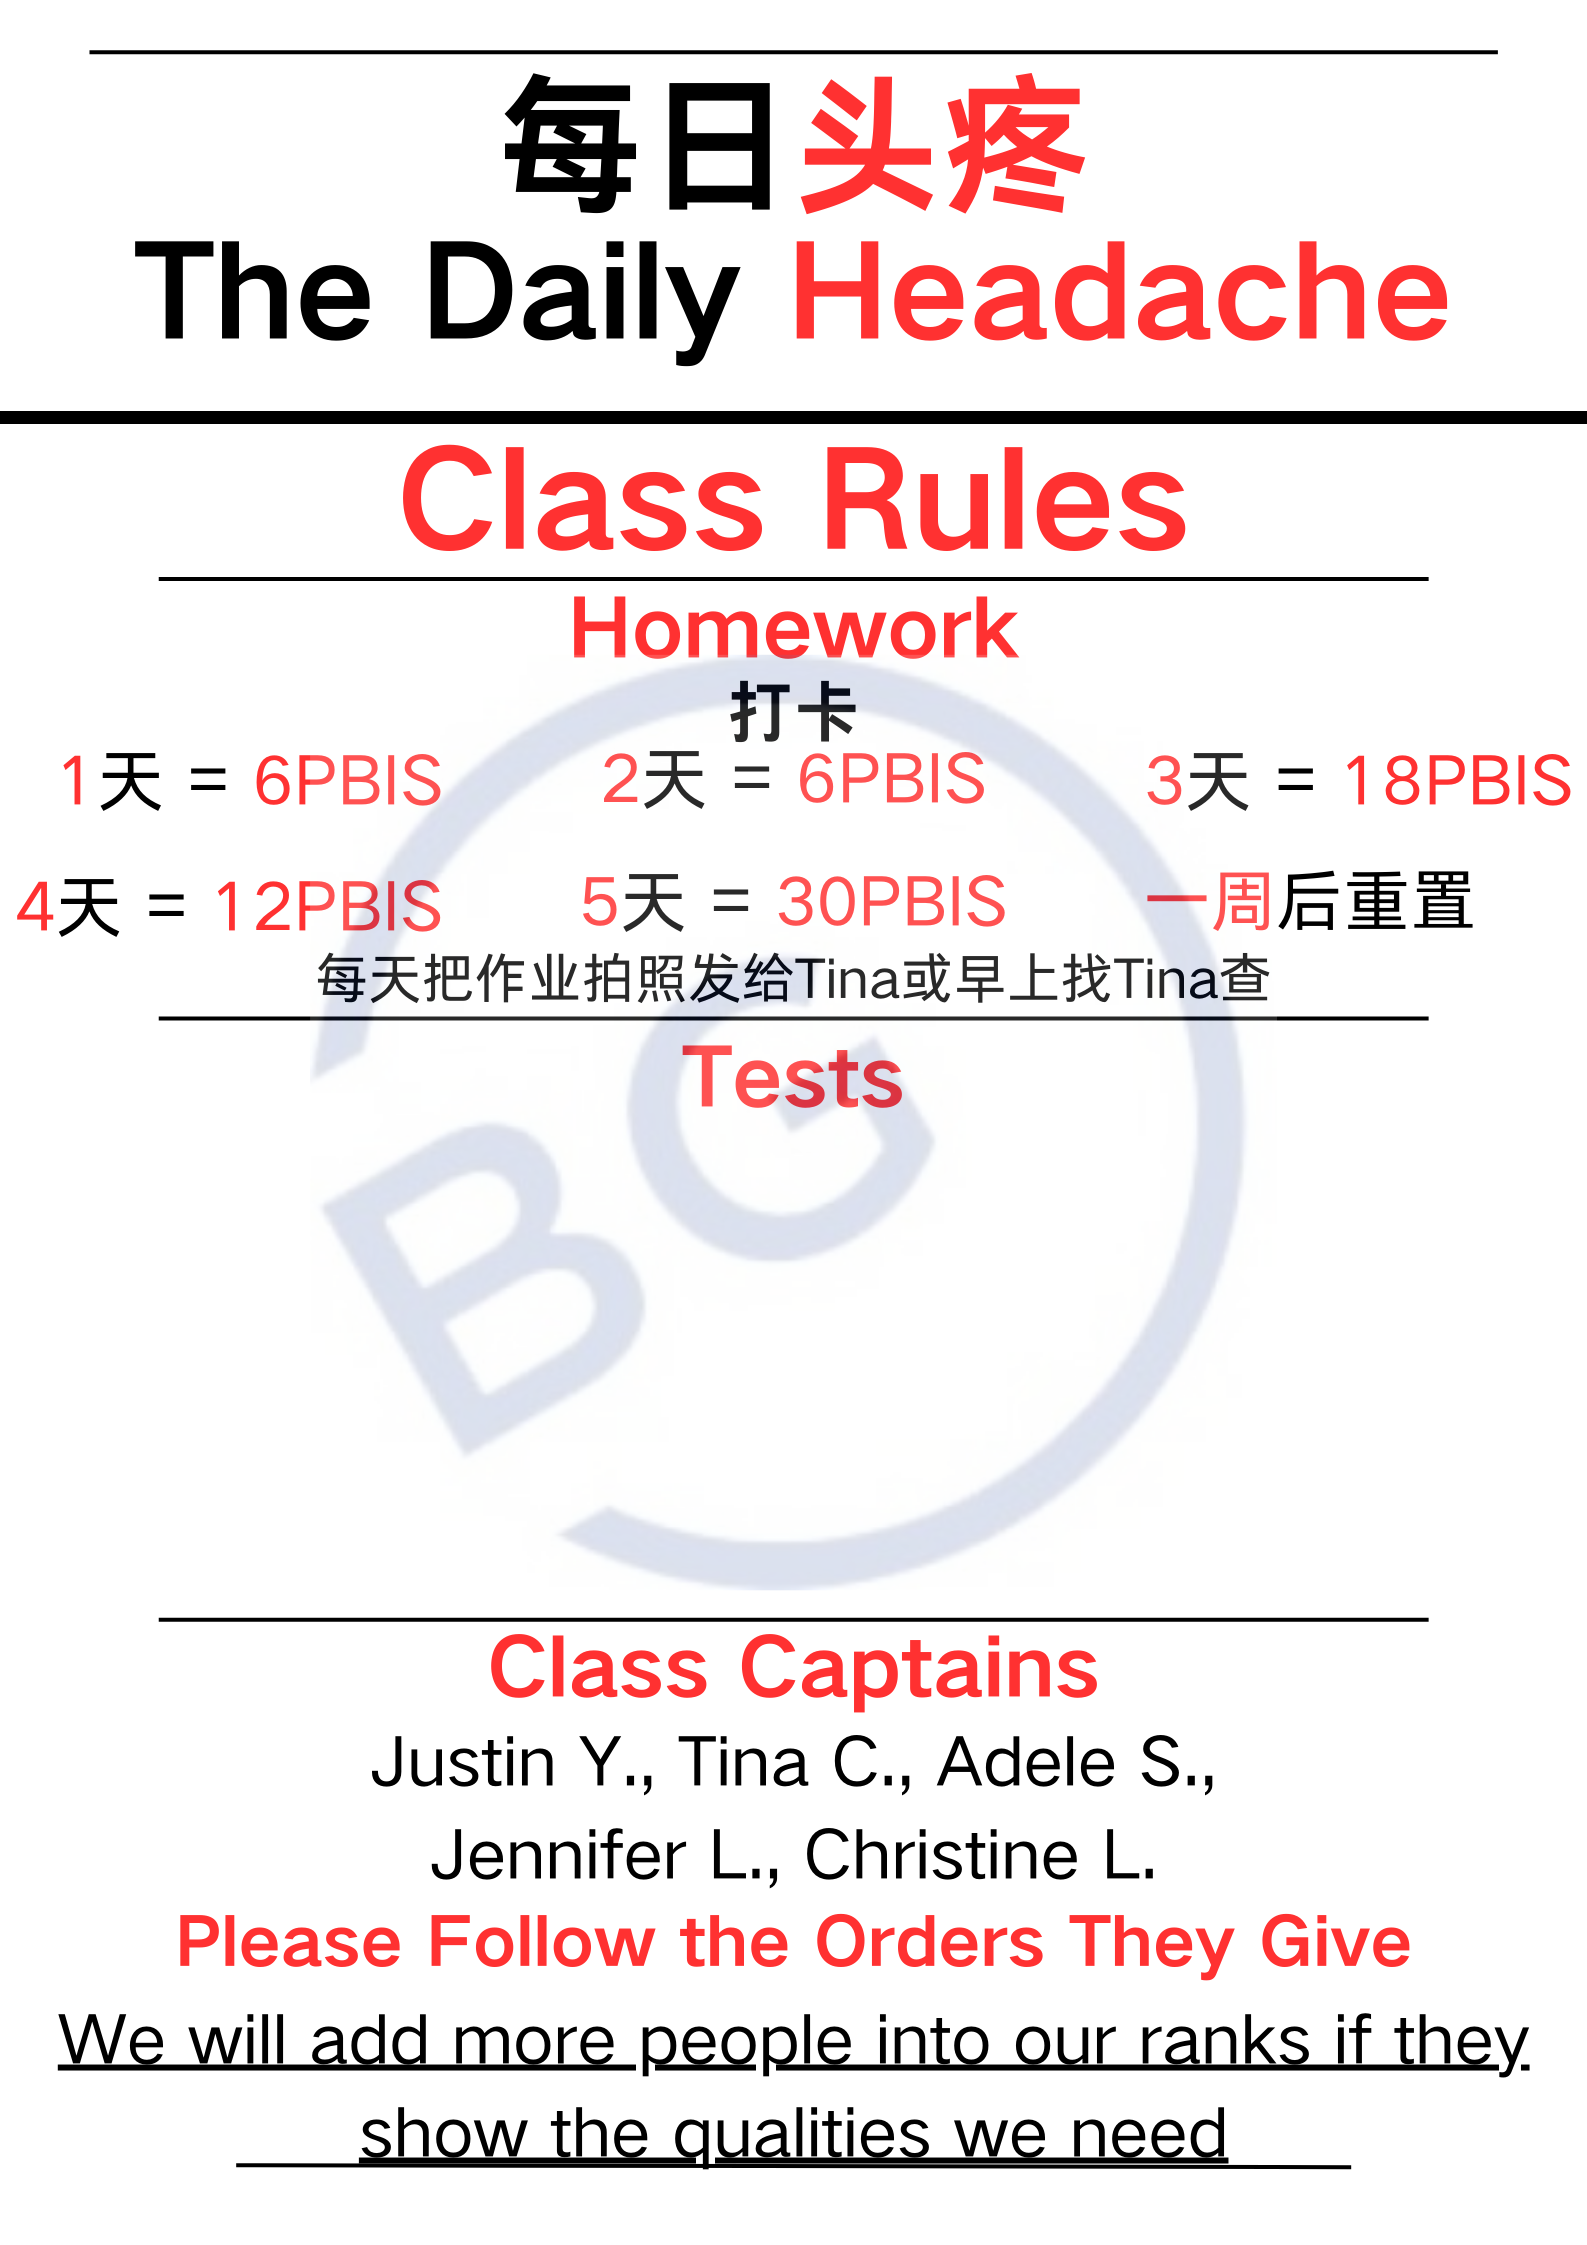 每日头疼
The Daily Headache
Class Rules
Homework
打卡
1天 = 6PBIS 2天 = 6PBIS 3天 = 18PBIS
4天 = 12PBIS 5天 = 30PBIS 一周后重置
每天把作业拍照发给Tina或早上找Tina查
Tests
BG
Class Captains
Justin Y., Tina C., Adele S.,
Jennifer L., Christine L.
Please Follow the Orders They Give
We will add more people into our ranks if they
show the qualities we need